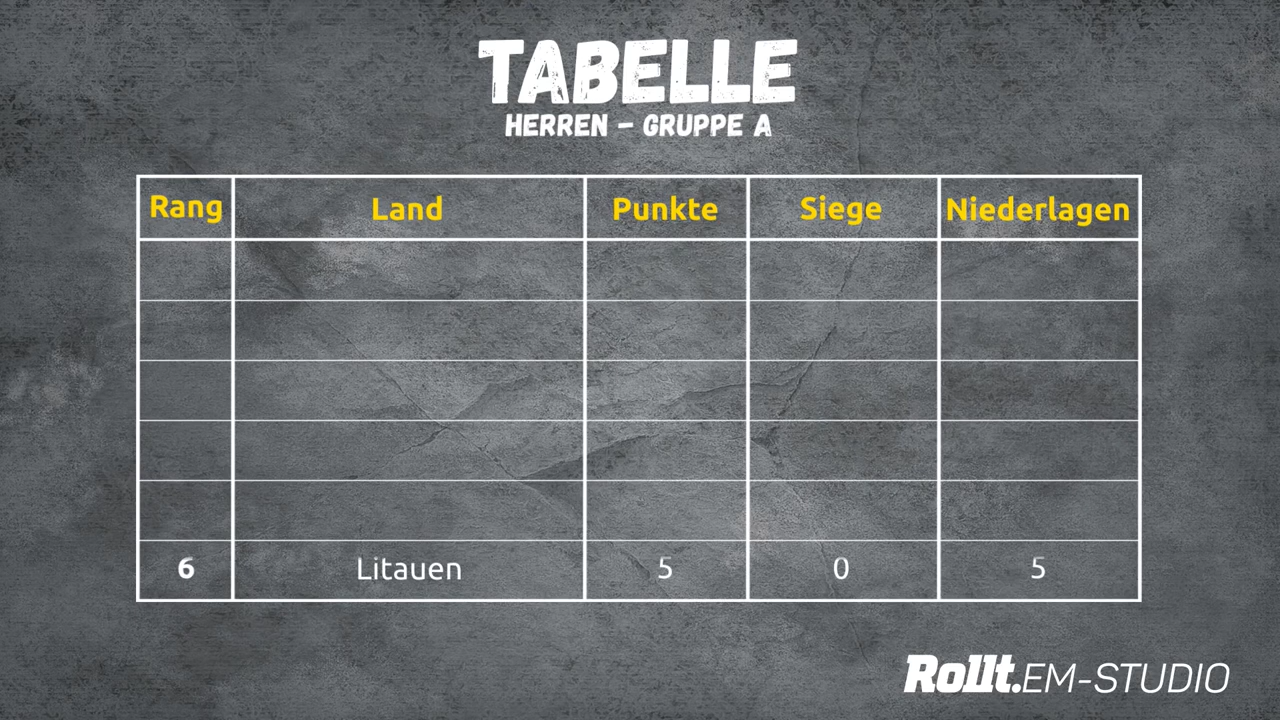 TABELLE
HERREN – GRUPPE A
Rang Land Punkte Siege Niederlagen
6 Litauen 5 0 5
Rollt.EM-STUDIO